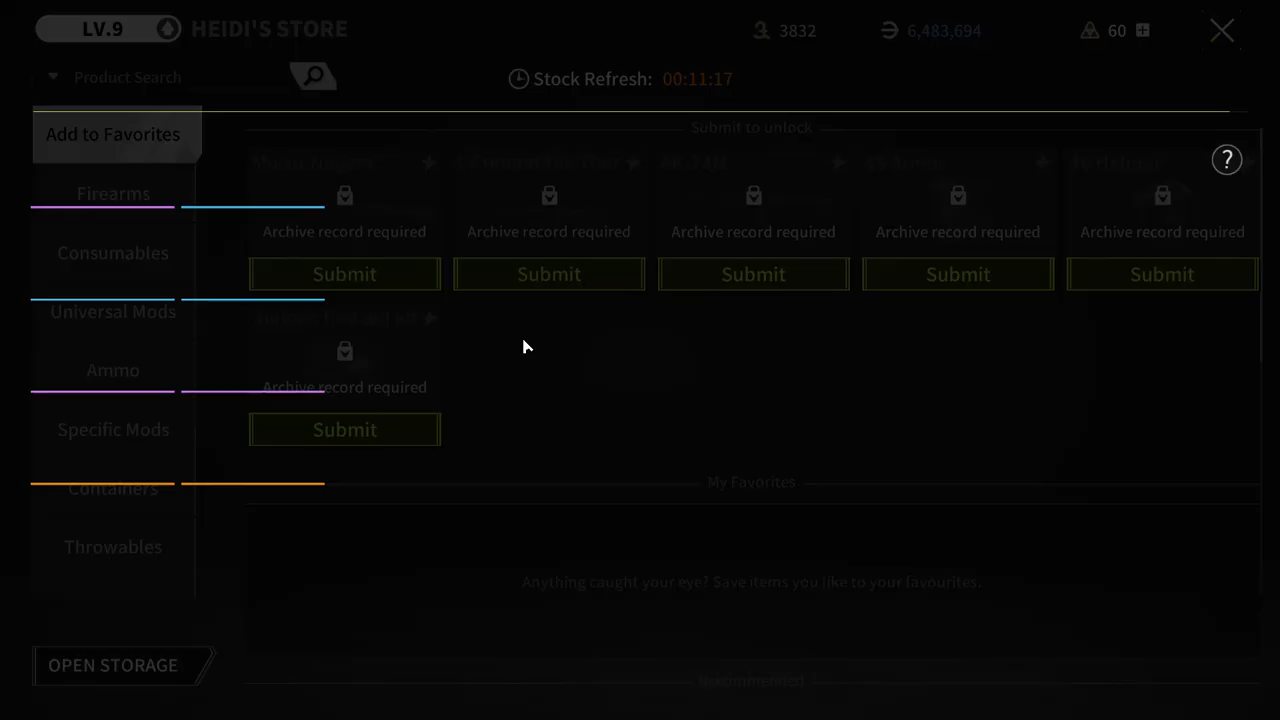 LV.9 HEIDI'S STORE 3832 6,483,694 60
Product Search Stock Refresh: 00:11:17
Add to Favorites
Submit to unlock
?
Firearms
Archive record required Archive record required Archive record required Archive record required Archive record required
Consumables
Submit Submit Submit Submit Submit
Universal Mods
Ammo
Archive record required
Specific Mods
Submit
My Favorites
Containers
Throwables
Anything caught your eye? Save items you like to your favourites.
OPEN STORAGE
Recommended